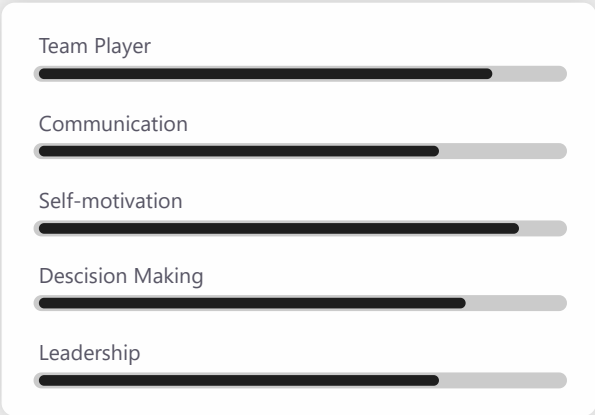 Team Player
Communication
Self-motivation
Descision Making
Leadership